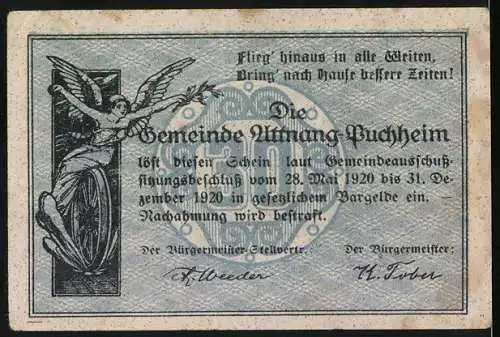 Flieg' hinaus in alle Weiten,
Bring' nach Hause bessere Zeiten!
Die
Gemeinde Attnang-Puchheim
löst diesen Schein laut Gemeindeausschuß-
sitzungsbeschluß vom 28. Mai 1920 bis 31. De-
zember 1920 in gesetzlichem Bargelde ein. —
Nachahmung wird bestraft.
Der Bürgermeister-Stellvertr.: Der Bürgermeister:
30